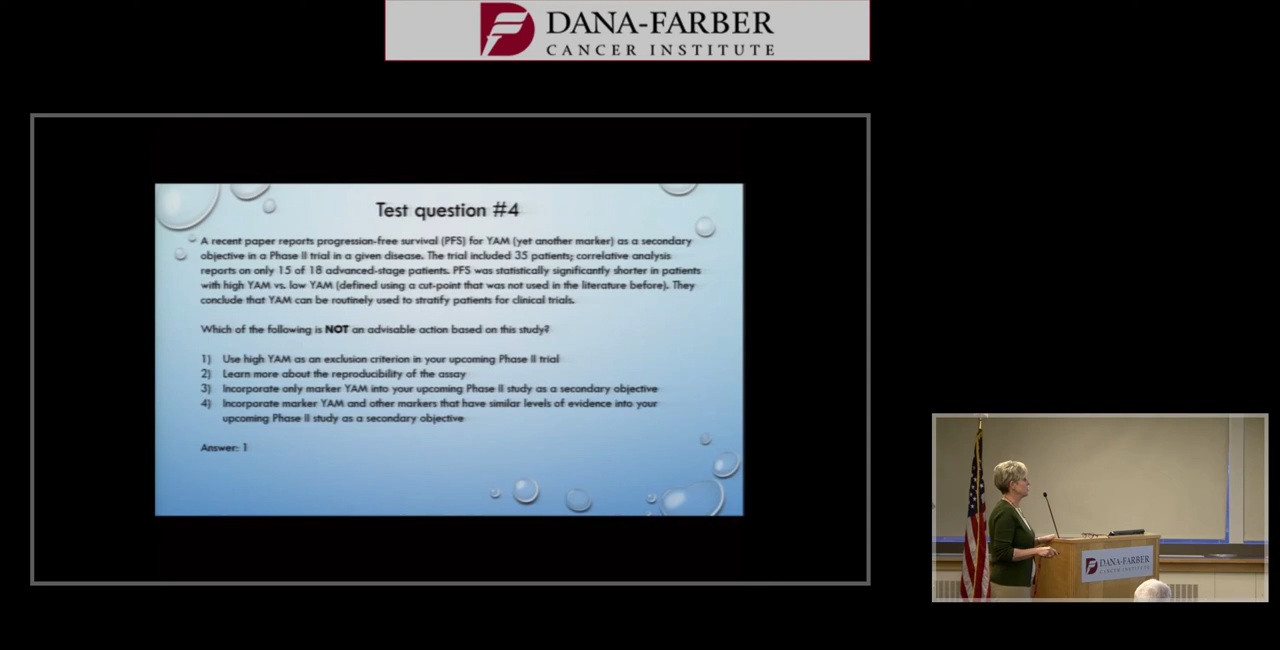 DANA-FARBER
CANCER INSTITUTE
Test question #4
A recent paper reports progression-free survival (PFS) for YAM (yet another marker) as a secondary
objective in a Phase II trial in a given disease. The trial included 35 patients; correlative analysis
reports on only 15 of 18 advanced-stage patients. PFS was statistically significantly shorter in patients
with high YAM vs. low YAM (defined using a cut-point that was not used in the literature before). They
conclude that YAM can be routinely used to stratify patients for clinical trials.
Which of the following is NOT an advisable action based on this study?
1) Use high YAM as an exclusion criterion in your upcoming Phase II trial
2) Learn more about the reproducibility of the assay
3) Incorporate only marker YAM into your upcoming Phase II study as a secondary objective
4) Incorporate marker YAM and other markers that have similar levels of evidence into your
upcoming Phase II study as a secondary objective
Answer: 1
DANA-FARBER
CANCER INSTITUTE